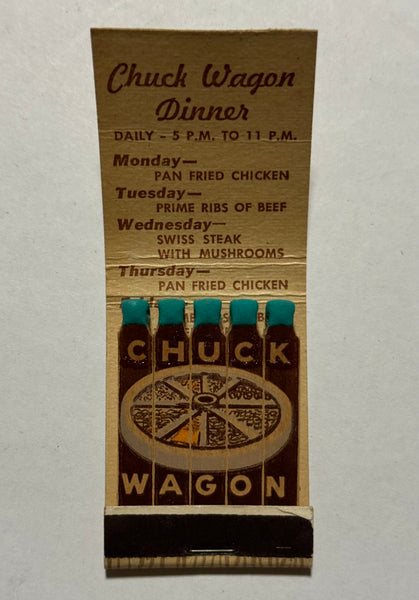 Chuck Wagon
Dinner
DAILY - 5 P.M. TO 11 P.M.
Monday—
PAN FRIED CHICKEN
Tuesday—
PRIME RIBS OF BEEF
Wednesday—
SWISS STEAK
WITH MUSHROOMS
Thursday—
PAN FRIED CHICKEN
CHUCK
WAGON